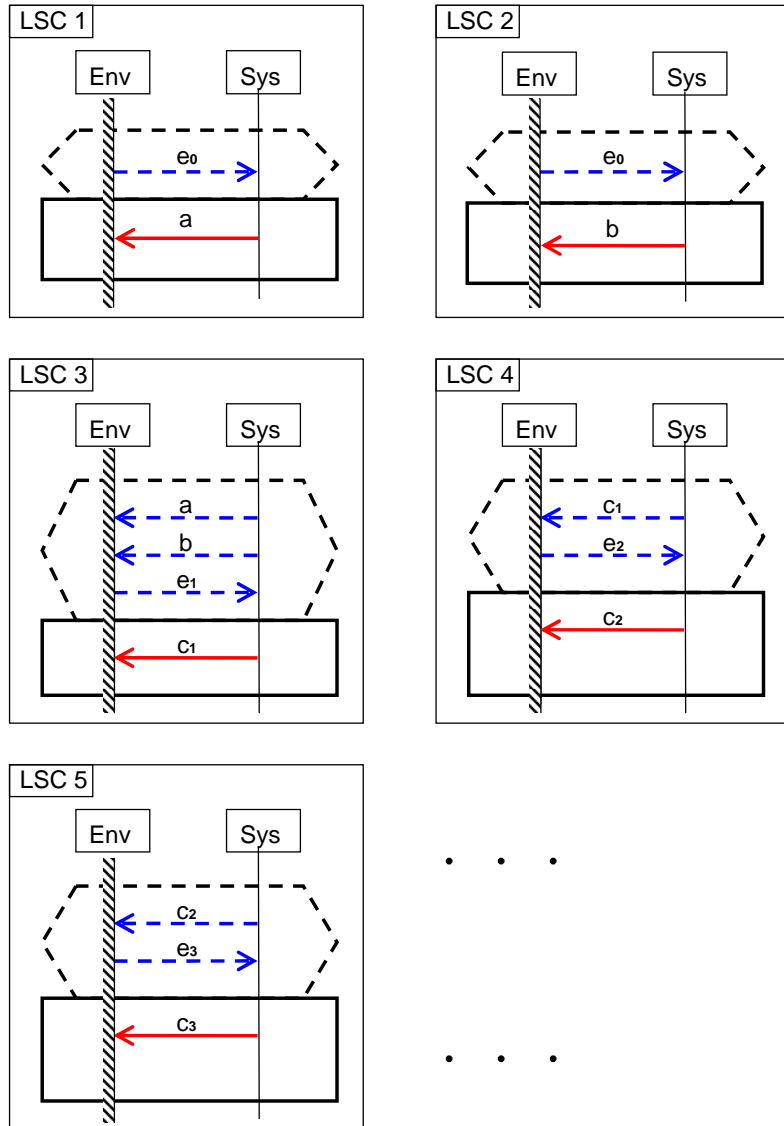 LSC 1
Env Sys
e₀
a
LSC 2
Env Sys
e₀
b
LSC 3
Env Sys
a
b
e₁
c₁
LSC 4
Env Sys
c₁
e₂
c₂
LSC 5
Env Sys
c₂
e₃
c₃